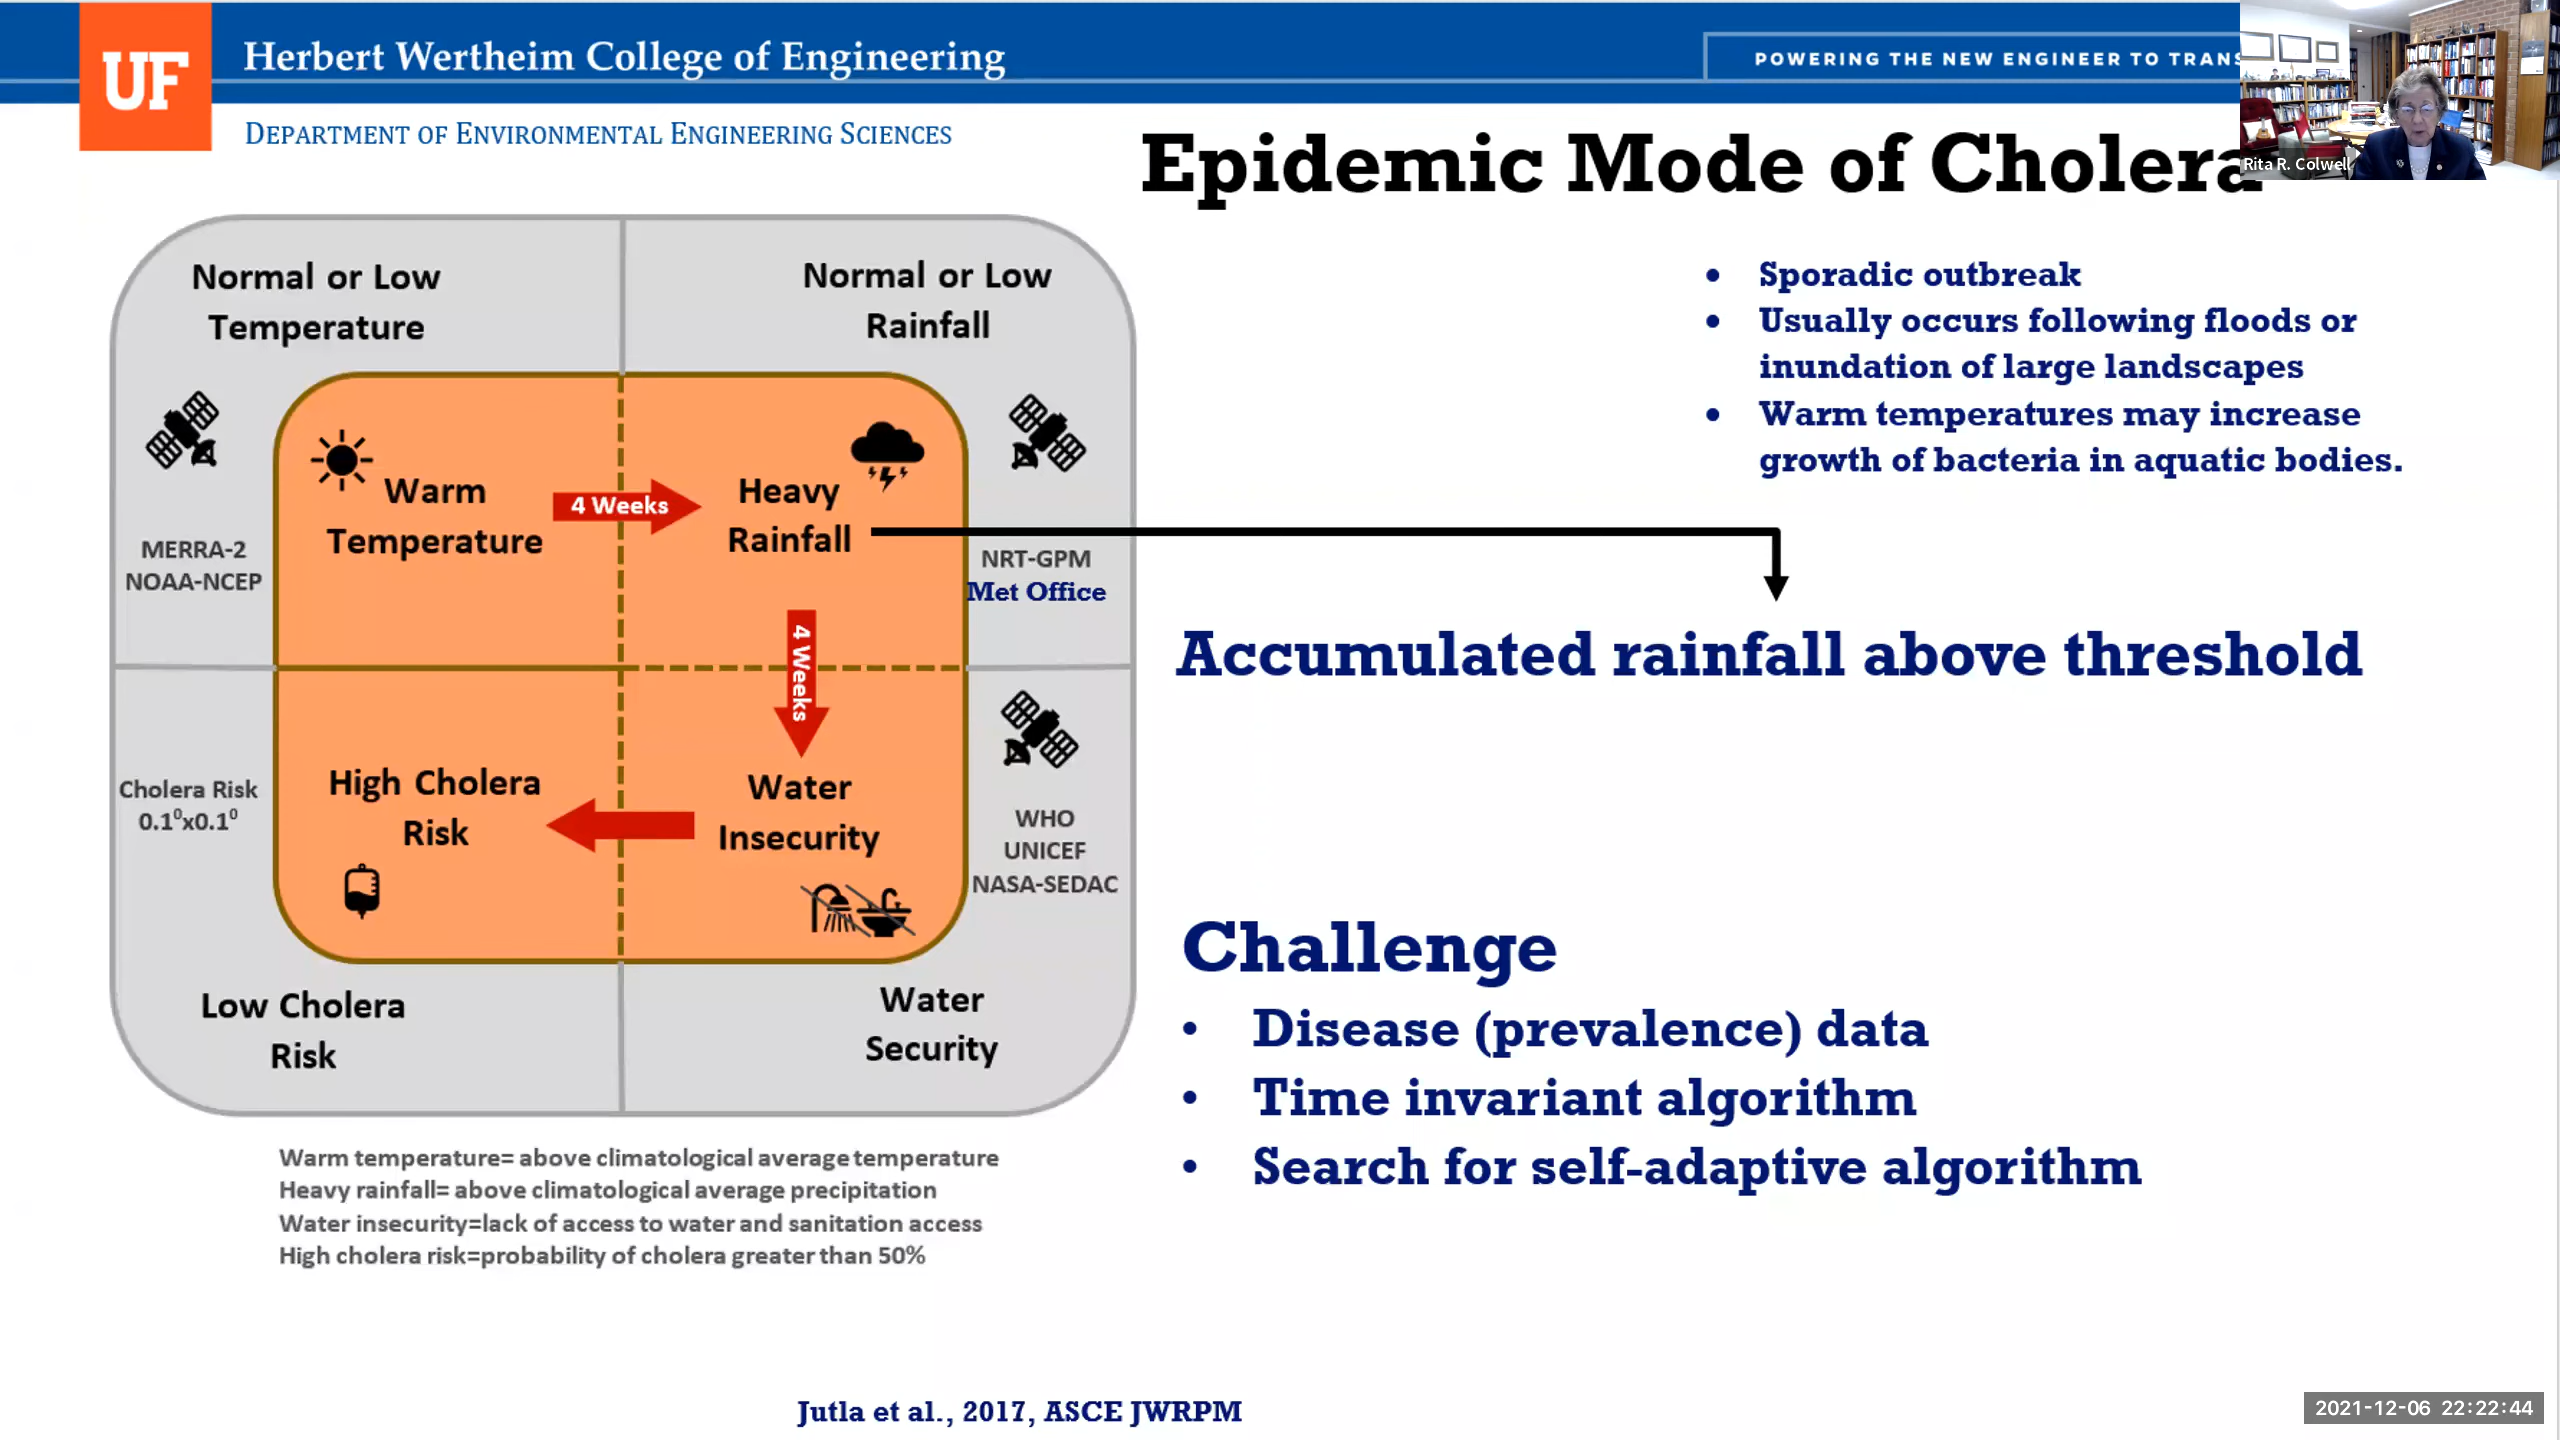 UF
Herbert Wertheim College of Engineering
POWERING THE NEW ENGINEER TO
DEPARTMENT OF ENVIRONMENTAL ENGINEERING SCIENCES
Rita R. Colwell
Epidemic Mode of Cholera
Normal or Low
Temperature
Normal or Low
Rainfall
Warm
Temperature
4 Weeks
Heavy
Rainfall
MERRA-2
NOAA-NCEP
NRT-GPM
Met Office
4 Weeks
Cholera Risk
0.1⁰x0.1⁰
High Cholera
Risk
Water
Insecurity
WHO
UNICEF
NASA-SEDAC
Low Cholera
Risk
Water
Security
Warm temperature= above climatological average temperature
Heavy rainfall= above climatological average precipitation
Water insecurity=lack of access to water and sanitation access
High cholera risk=probability of cholera greater than 50%
• Sporadic outbreak
• Usually occurs following floods or
inundation of large landscapes
• Warm temperatures may increase
growth of bacteria in aquatic bodies.
Accumulated rainfall above threshold
Challenge
• Disease (prevalence) data
• Time invariant algorithm
• Search for self-adaptive algorithm
Jutla et al., 2017, ASCE JWRPM
2021-12-06 22:22:44